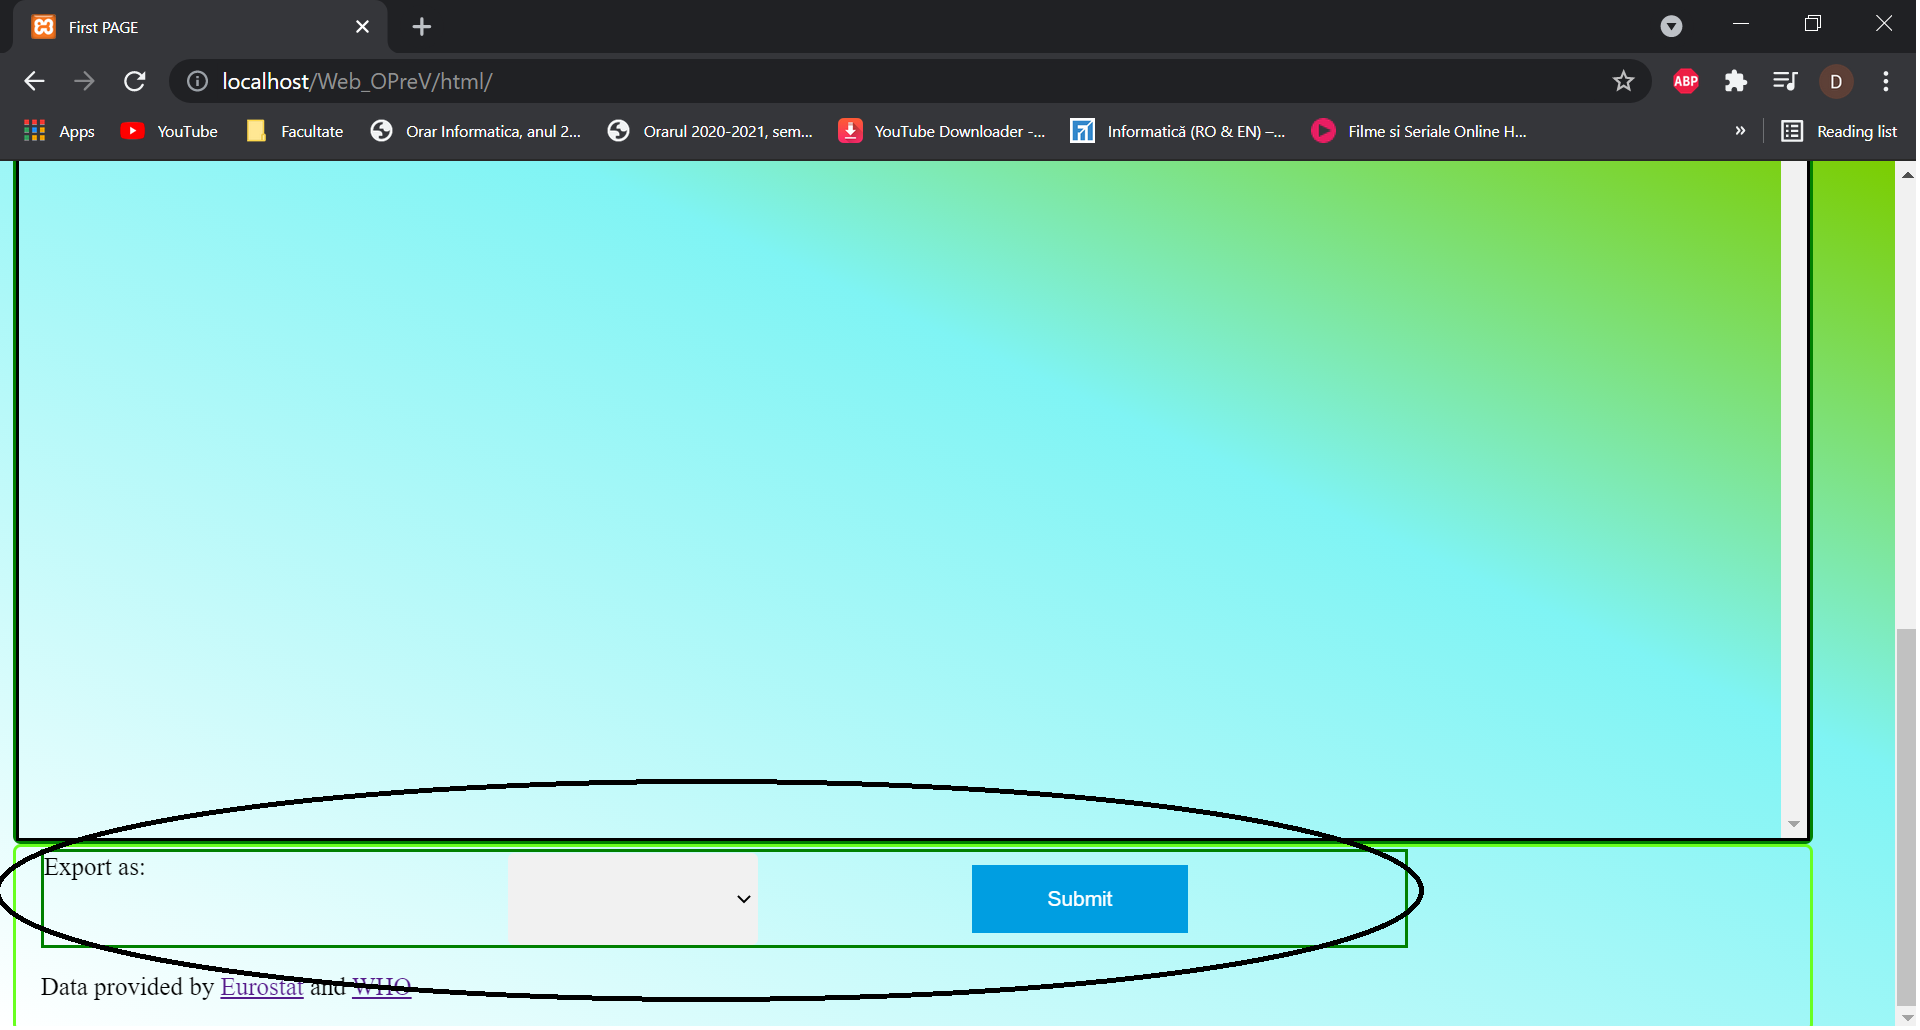 First PAGE
localhost/Web_OPreV/html/
ABP
D
Apps YouTube Facultate Orar Informatica, anul 2... Orarul 2020-2021, sem... YouTube Downloader -... Informatică (RO & EN) –... Filme si Seriale Online H... » Reading list
Export as:
Submit
Data provided by Eurostat and WHO